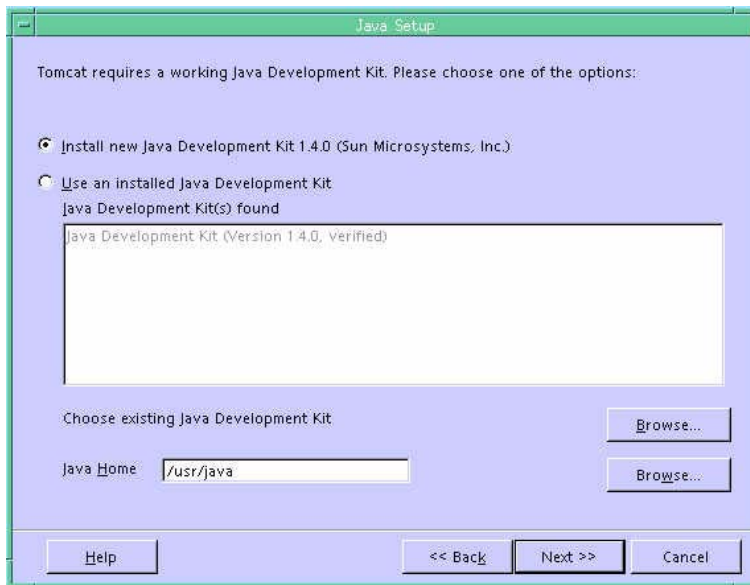 Java Setup
Tomcat requires a working Java Development Kit. Please choose one of the options:
Install new Java Development Kit 1.4.0 (Sun Microsystems, Inc.)
Use an installed Java Development Kit
Java Development Kit(s) found
Java Development Kit (Version 1.4.0, verified)
Choose existing Java Development Kit
Browse...
Java Home
/usr/java
Browse...
Help
<< Back
Next >>
Cancel